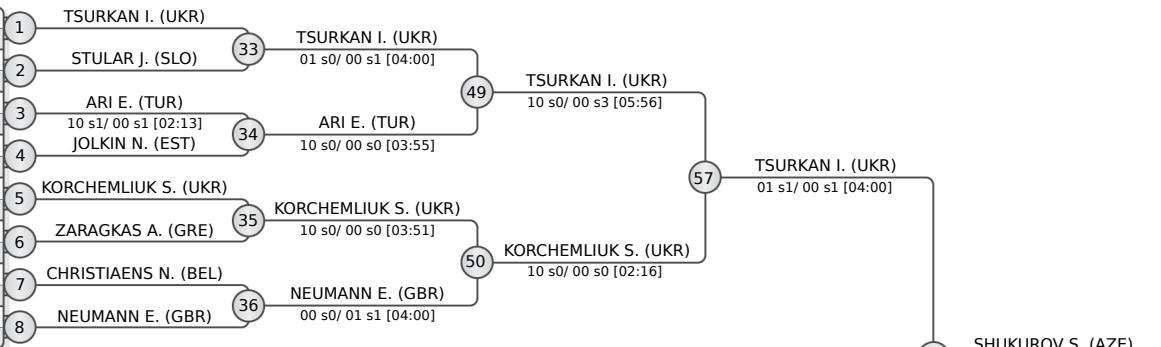 1
TSURKAN I. (UKR)
2
STULAR J. (SLO)
33
TSURKAN I. (UKR)
01 s0/ 00 s1 [04:00]
3
ARI E. (TUR)
10 s1/ 00 s1 [02:13]
4
JOLKIN N. (EST)
34
ARI E. (TUR)
10 s0/ 00 s0 [03:55]
49
TSURKAN I. (UKR)
10 s0/ 00 s3 [05:56]
5
KORCHEMLIUK S. (UKR)
6
ZARAGKAS A. (GRE)
35
KORCHEMLIUK S. (UKR)
10 s0/ 00 s0 [03:51]
7
CHRISTIAENS N. (BEL)
8
NEUMANN E. (GBR)
36
NEUMANN E. (GBR)
00 s0/ 01 s1 [04:00]
50
KORCHEMLIUK S. (UKR)
10 s0/ 00 s0 [02:16]
57
TSURKAN I. (UKR)
01 s1/ 00 s1 [04:00]
SHUKUROV S. (AZE)